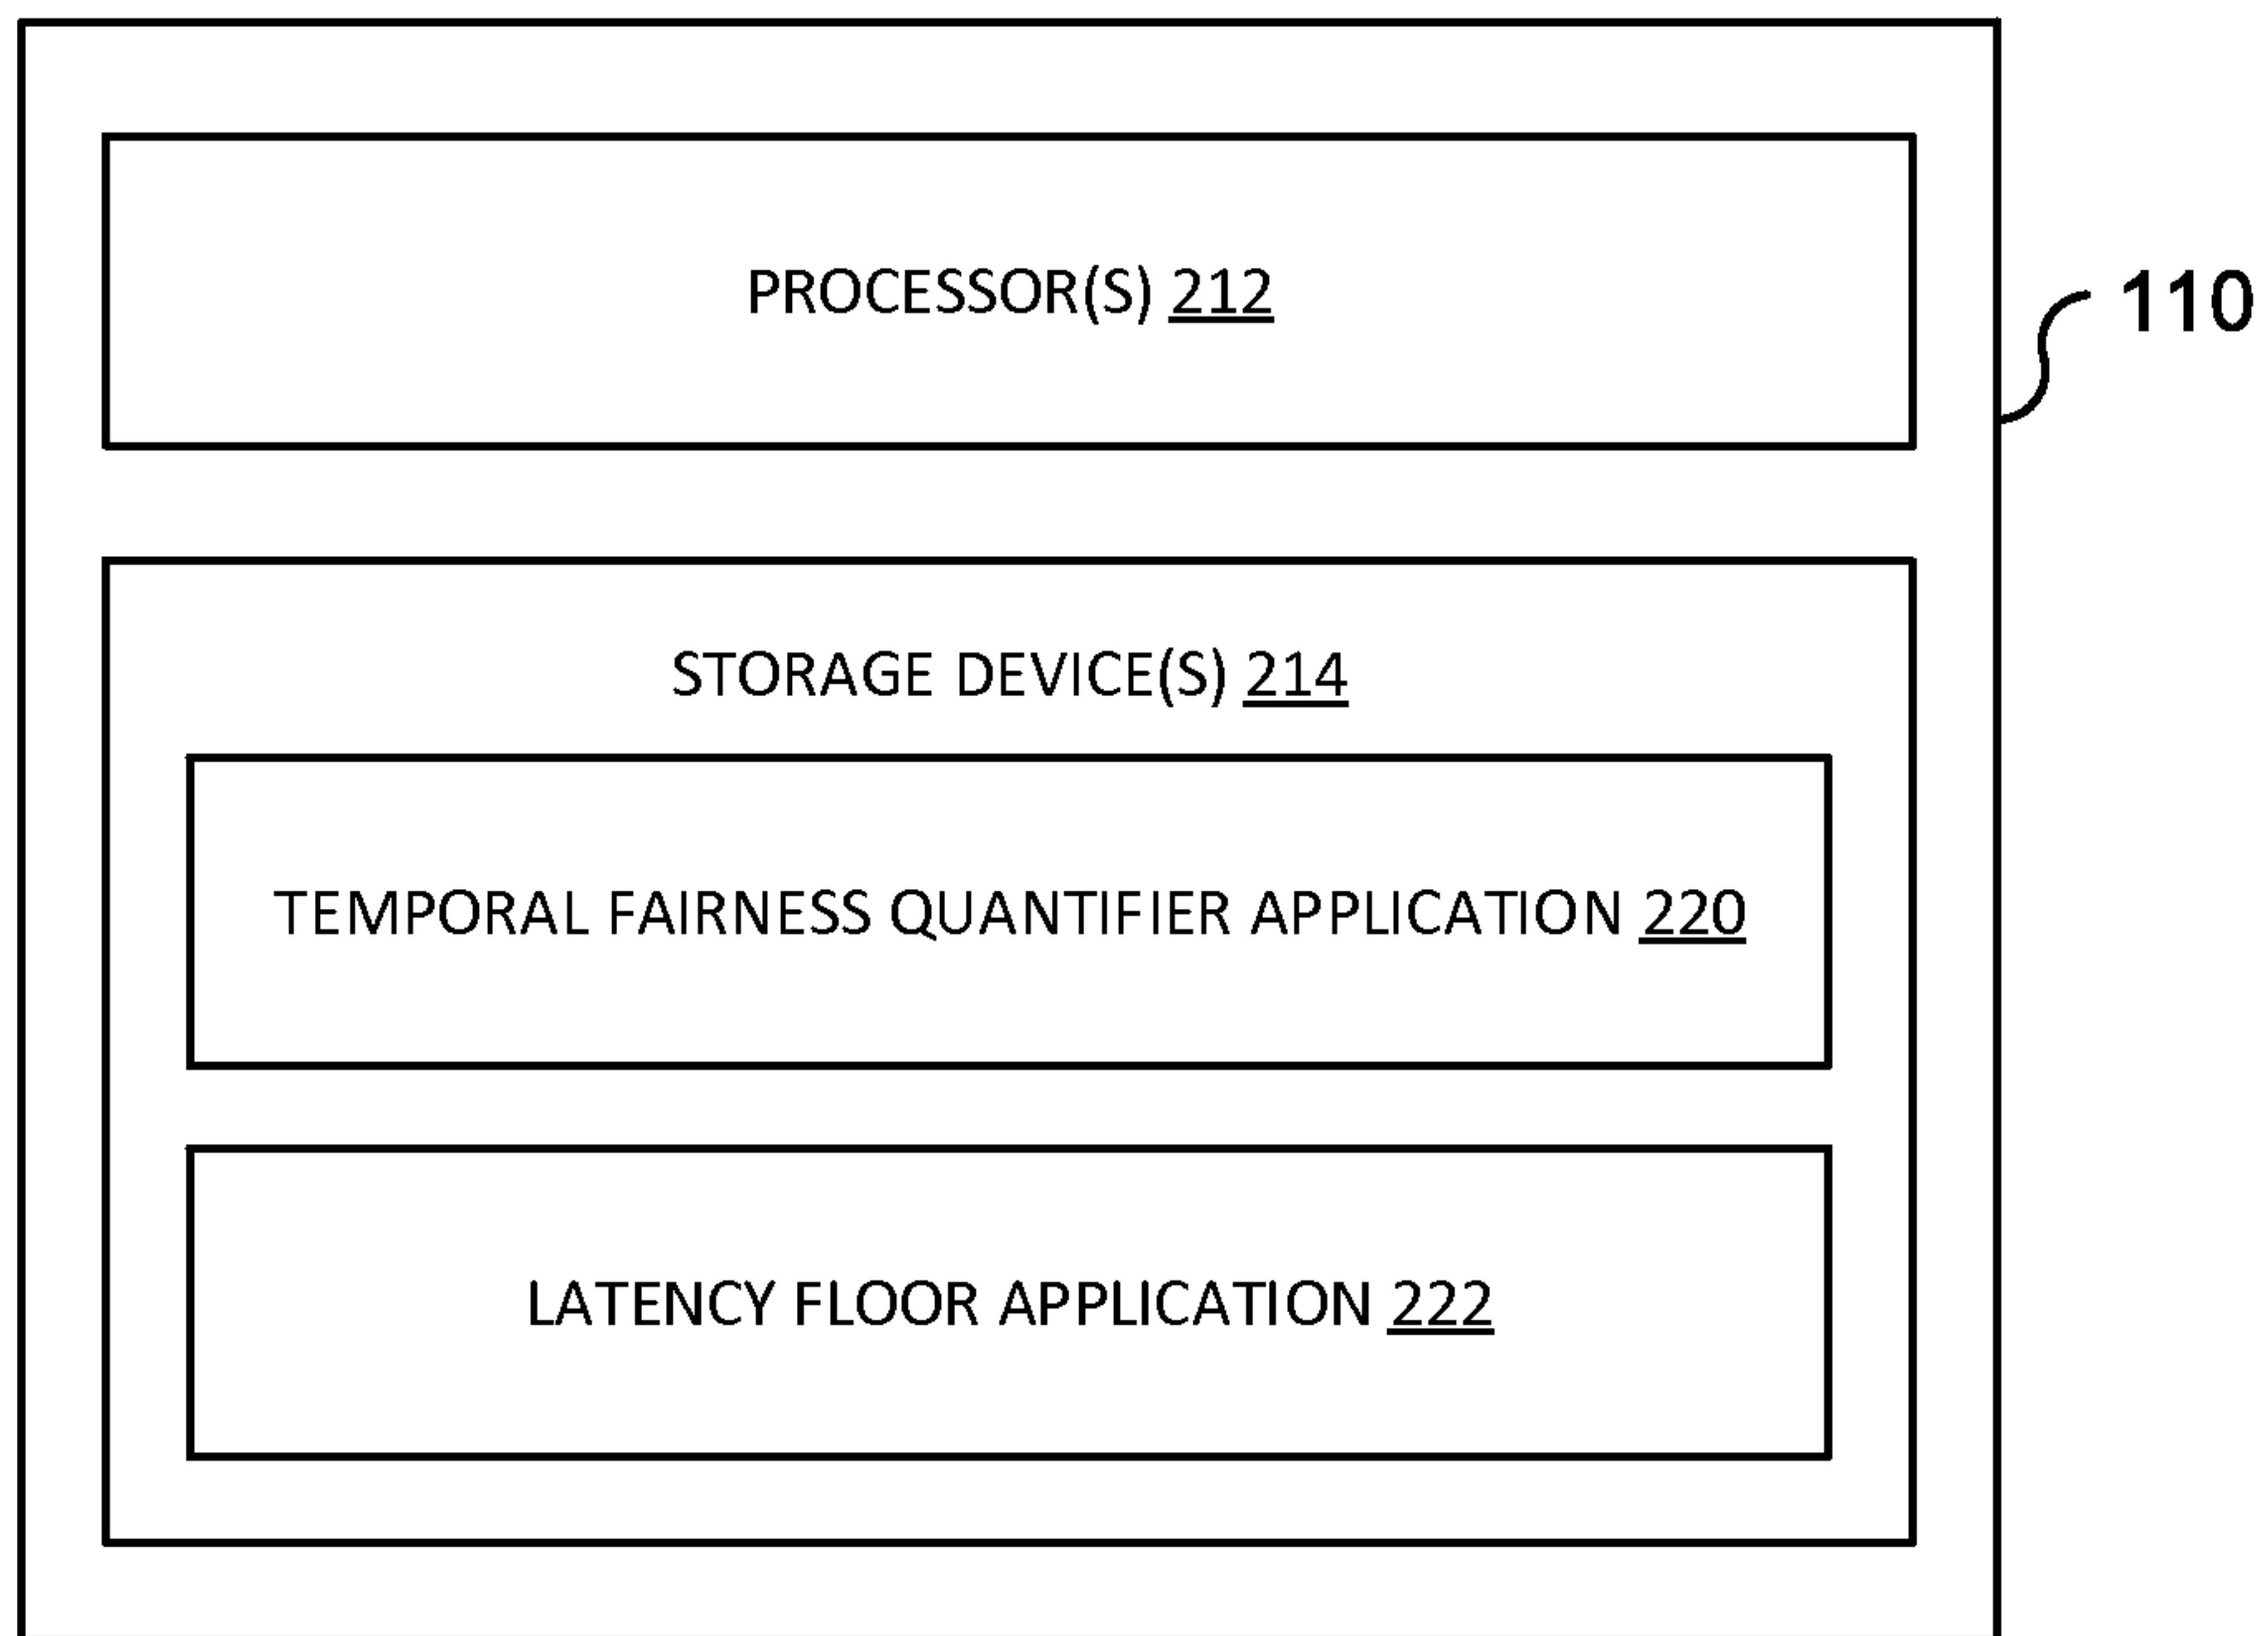 PROCESSOR(S) 212
110
STORAGE DEVICE(S) 214
TEMPORAL FAIRNESS QUANTIFIER APPLICATION 220
LATENCY FLOOR APPLICATION 222